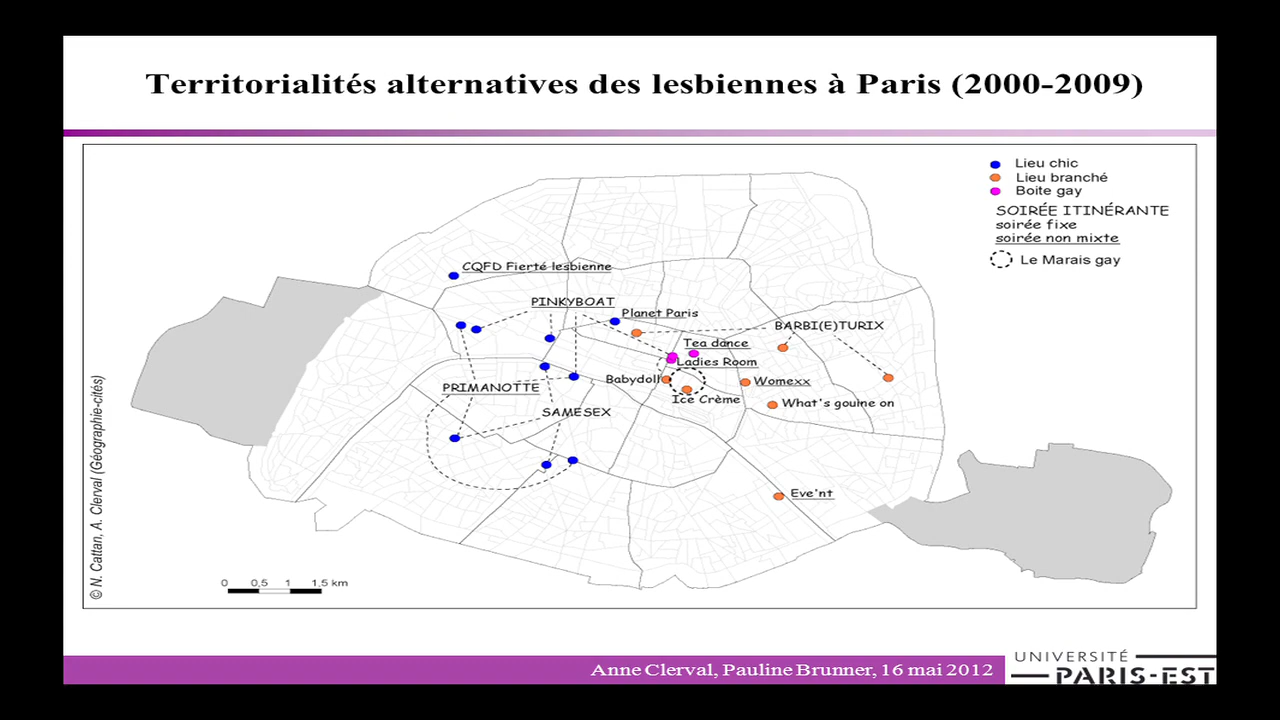 Territorialités alternatives des lesbiennes à Paris (2000-2009)
Lieu chic
Lieu branché
Boite gay
SOIRÉE ITINÉRANTE
soirée fixe
soirée non mixte
Le Marais gay
CQFD Fierté lesbienne
PINKYBOAT
Planet Paris
BARBI(E)TURIX
Tea dance
Ladies Room
Babydoll
PRIMANOTTE
Womexx
Ice Crème
What's gouine on
SAMESEX
Eve'nt
© N. Cattan, A. Clerval (Géographie-cités)
0 0,5 1 1,5 km
Anne Clerval, Pauline Brunner, 16 mai 2012
UNIVERSITÉ
PARIS-EST